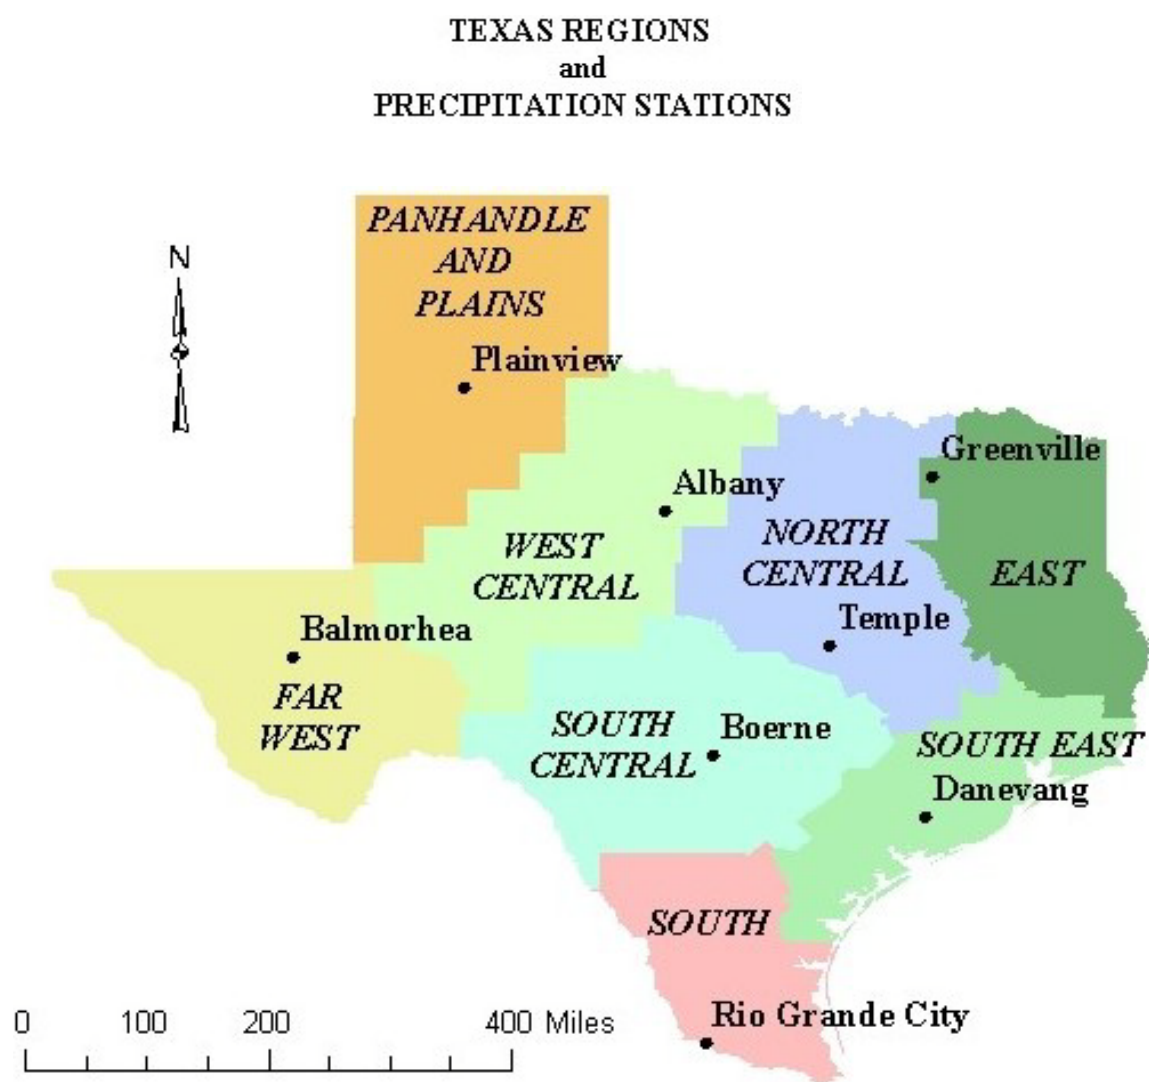 TEXAS REGIONS
and
PRECIPITATION STATIONS
PANHANDLE
AND
PLAINS
N
Plainview
Greenville
Albany
NORTH
CENTRAL
WEST
CENTRAL
EAST
Temple
Balmorhea
FAR
WEST
SOUTH
CENTRAL
Boerne
SOUTH EAST
Danevang
SOUTH
Rio Grande City
0 100 200 400 Miles